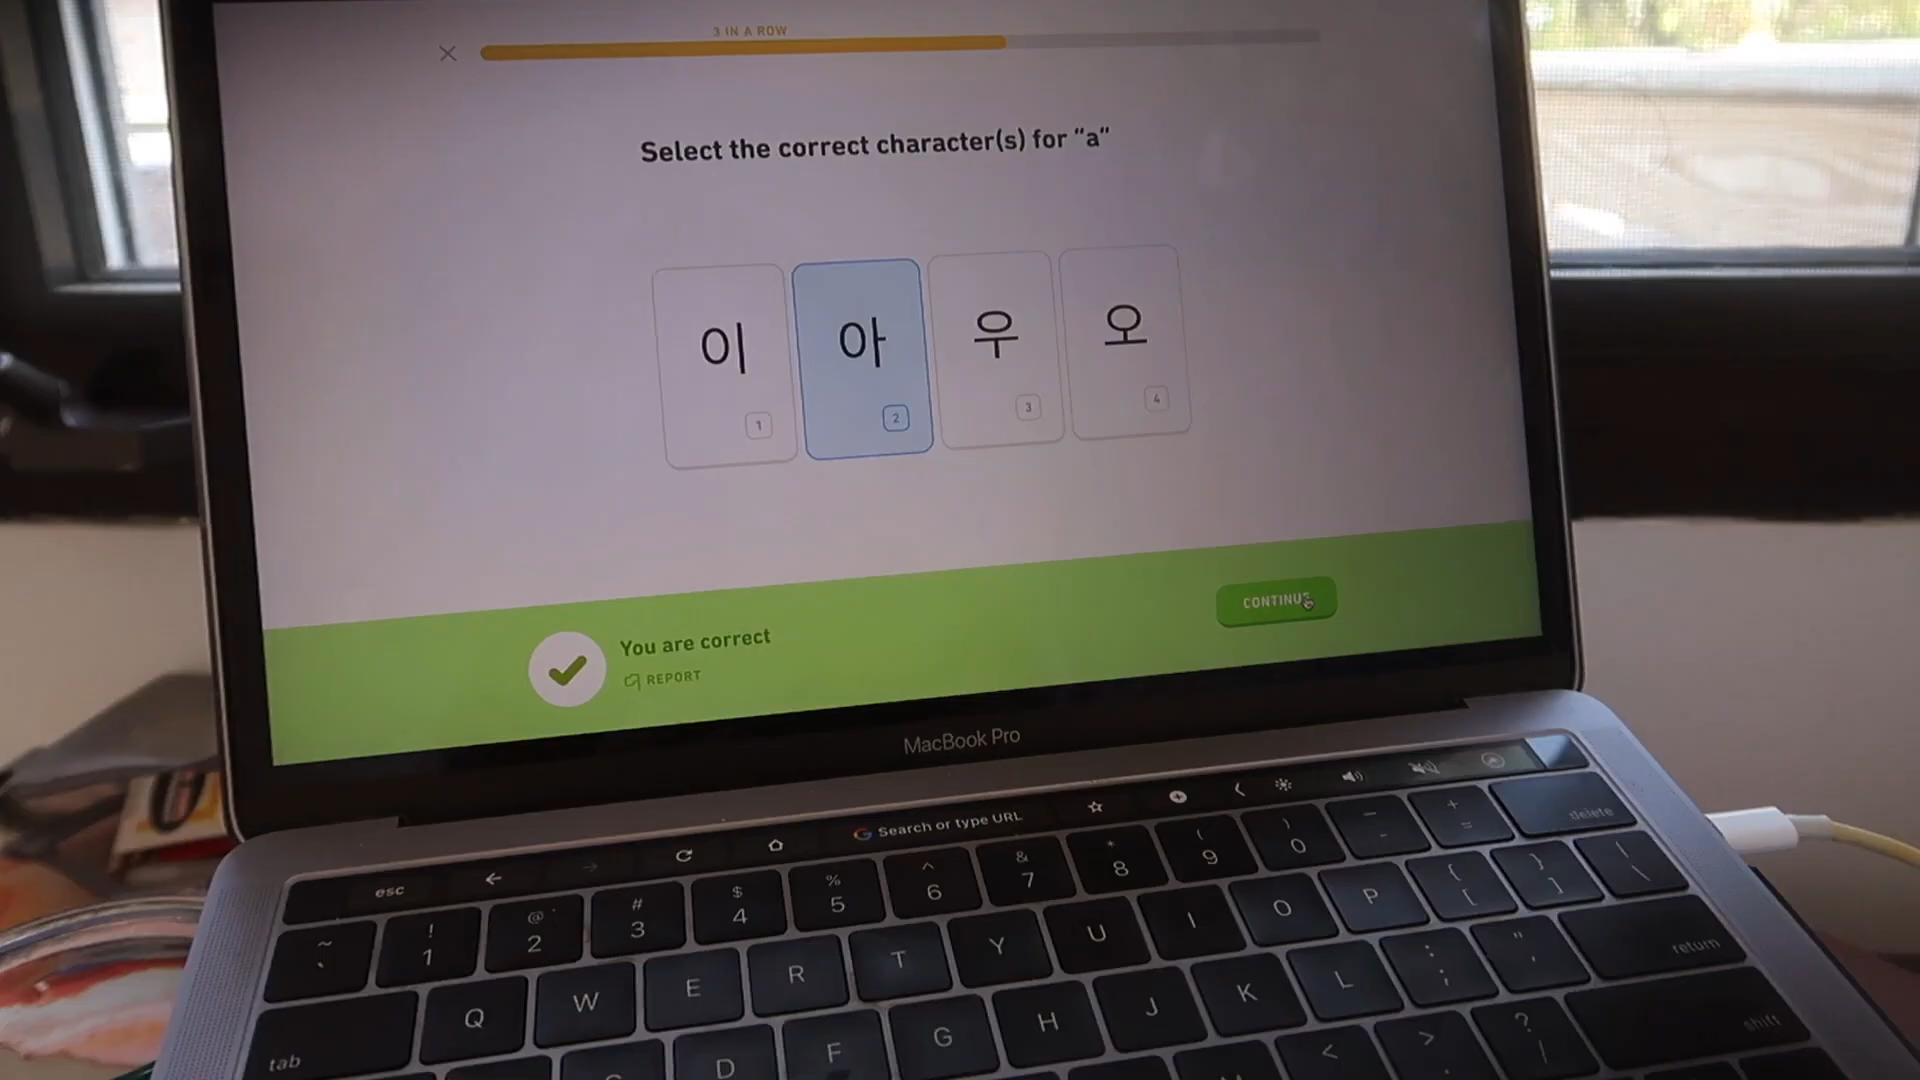 3 IN A ROW
Select the correct character(s) for “a”
이 아 우 오
1 2 3 4
You are correct
REPORT
CONTINUE
MacBook Pro
esc
Search or type URL
~ ! @ # $ % ^ & * ( ) _ +
` 1 2 3 4 5 6 7 8 9 0 - = delete
tab Q W E R T Y U I O P { [ } ] | \
D F G H J K L : ; " ' return
< > ? shift